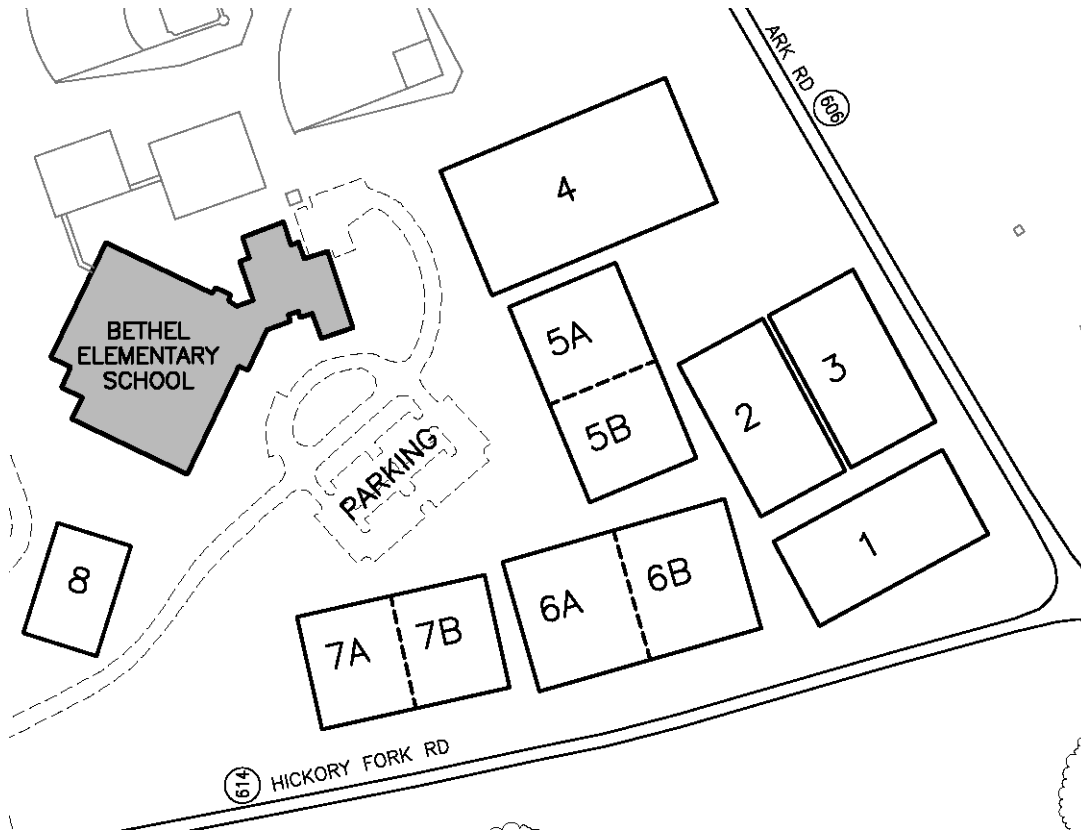 ARK RD 606
4
BETHEL
ELEMENTARY
SCHOOL
5A
5B
3
2
1
PARKING
8
6A
6B
7A
7B
614 HICKORY FORK RD